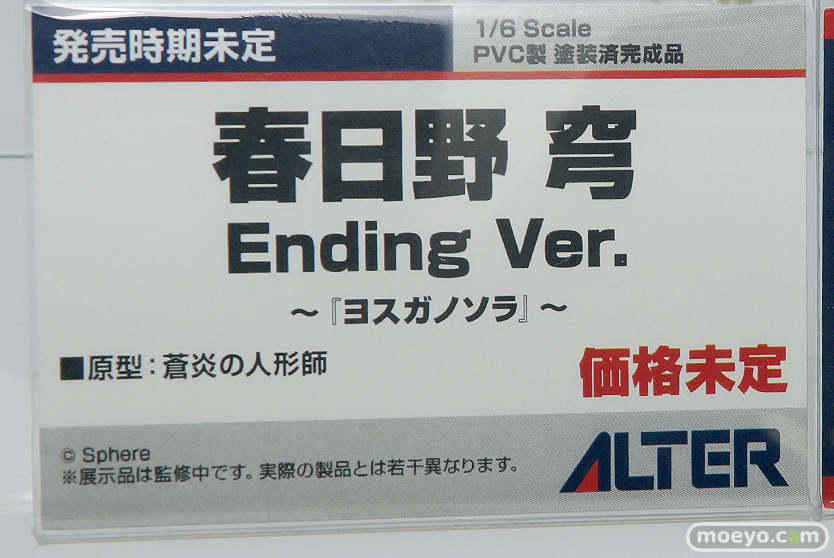 発売時期未定
1/6 Scale
PVC製 塗装済完成品
春日野 穹
Ending Ver.
～『ヨスガノソラ』～
■原型：蒼炎の人形師
価格未定
© Sphere
※展示品は監修中です。実際の製品とは若干異なります。
ALTER
moeyo.com